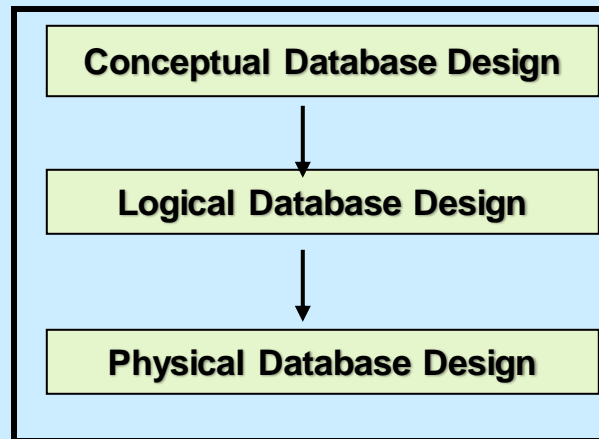 Conceptual Database Design
Logical Database Design
Physical Database Design